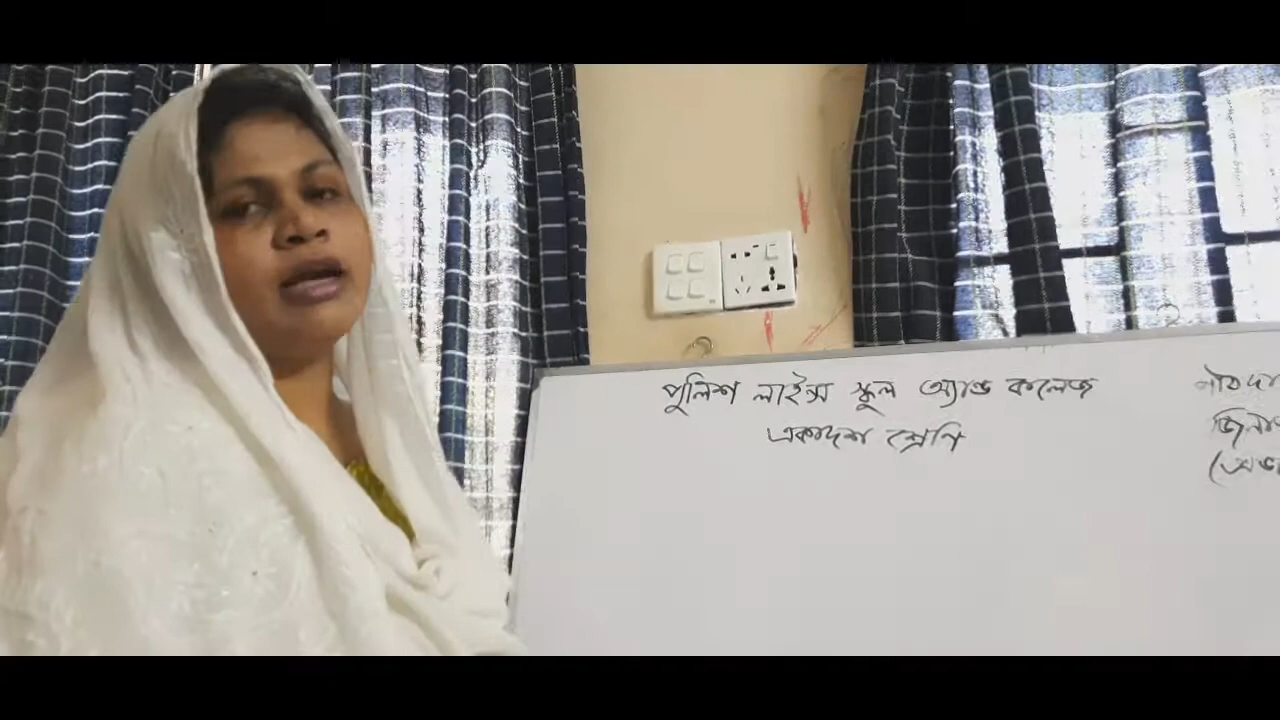 পুলিশ লাইন্স স্কুল অ্যান্ড কলেজ
একাদশ শ্রেণি